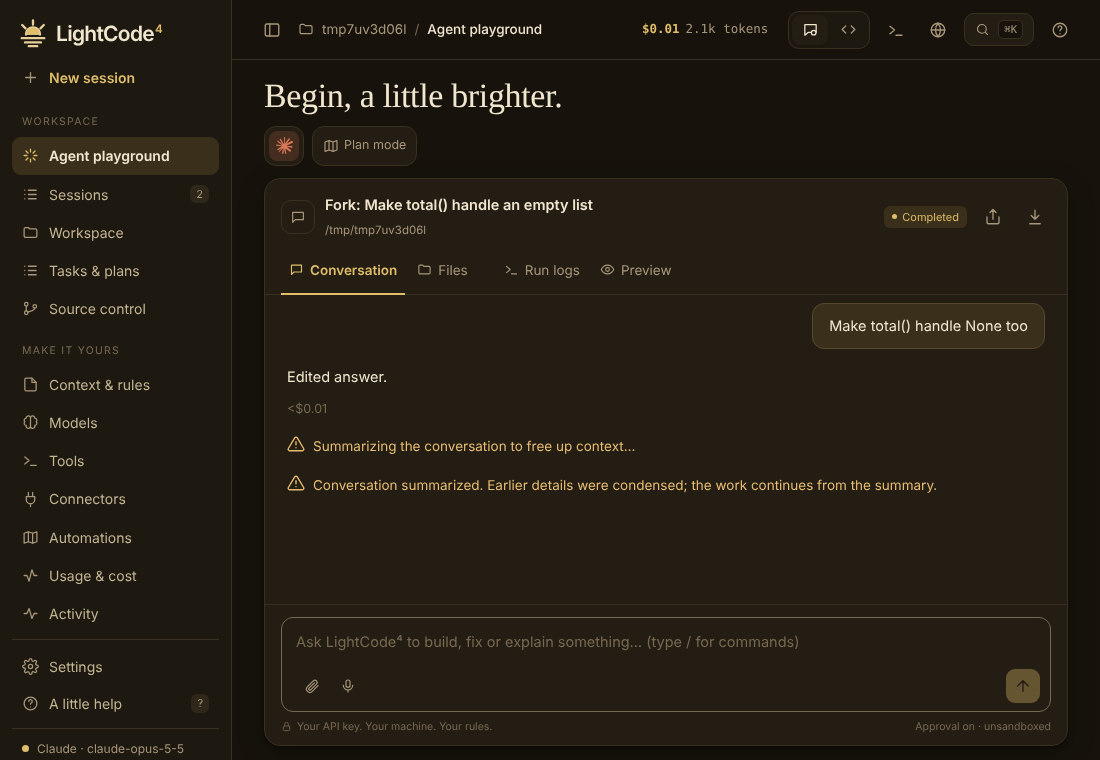 LightCode⁴
New session
WORKSPACE
Agent playground
Sessions 2
Workspace
Tasks & plans
Source control
MAKE IT YOURS
Context & rules
Models
Tools
Connectors
Automations
Usage & cost
Activity
Settings
A little help ?
Claude · claude-opus-5-5
tmp7uv3d06l / Agent playground
$0.01 2.1k tokens
⌘K
Begin, a little brighter.
Plan mode
Fork: Make total() handle an empty list
/tmp/tmp7uv3d06l
Completed
Conversation Files Run logs Preview
Make total() handle None too
Edited answer.
<$0.01
Summarizing the conversation to free up context...
Conversation summarized. Earlier details were condensed; the work continues from the summary.
Ask LightCode⁴ to build, fix or explain something... (type / for commands)
Your API key. Your machine. Your rules.
Approval on · unsandboxed